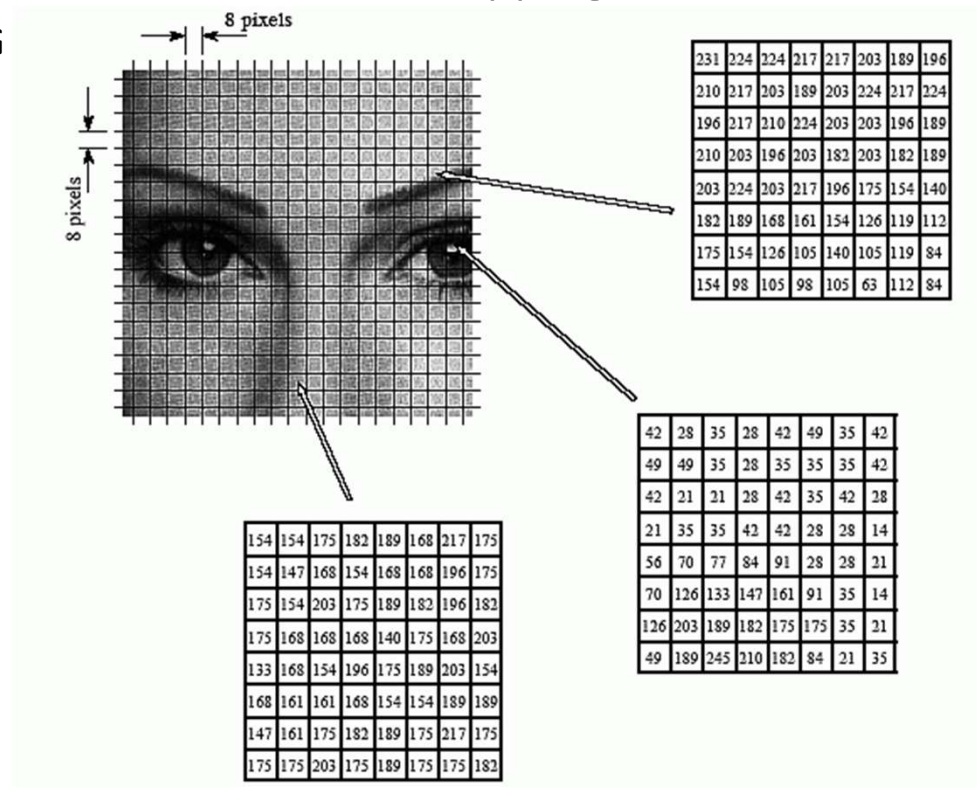 8 pixels
8 pixels
231 224 224 217 217 203 189 196
210 217 203 189 203 224 217 224
196 217 210 224 203 203 196 189
210 203 196 203 182 203 182 189
203 224 203 217 196 175 154 140
182 189 168 161 154 126 119 112
175 154 126 105 140 105 119 84
154 98 105 98 105 63 112 84
42 28 35 28 42 49 35 42
49 49 35 28 35 35 35 42
42 21 21 28 42 35 42 28
21 35 35 42 42 28 28 14
56 70 77 84 91 28 28 21
70 126 133 147 161 91 35 14
126 203 189 182 175 175 35 21
49 189 245 210 182 84 21 35
154 154 175 182 189 168 217 175
154 147 168 154 168 168 196 175
175 154 203 175 189 182 196 182
175 168 168 168 140 175 168 203
133 168 154 196 175 189 203 154
168 161 161 168 154 154 189 189
147 161 175 182 189 175 217 175
175 175 203 175 189 175 175 182